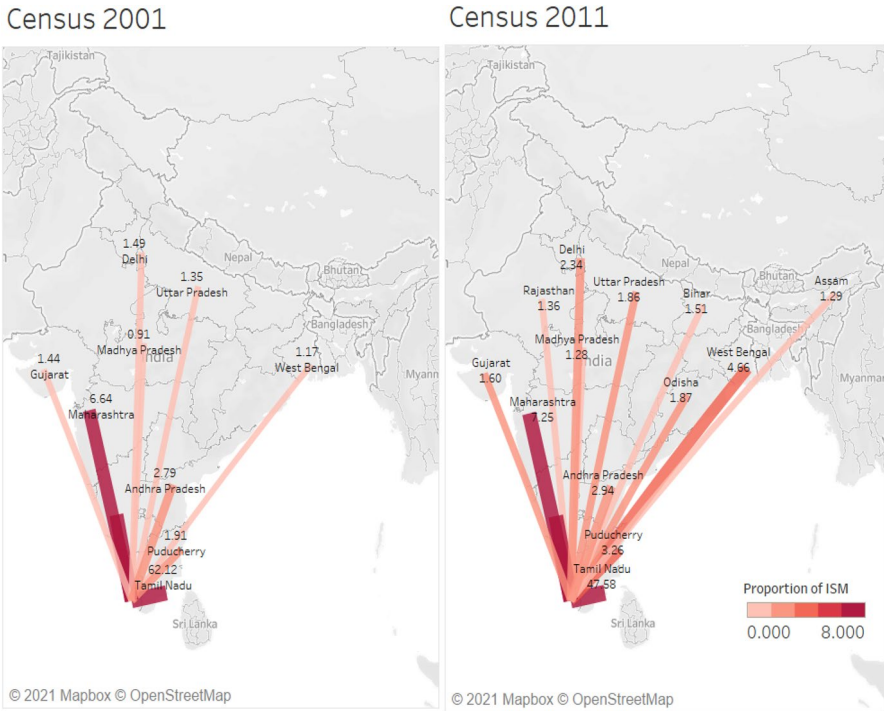 Census 2001
Tajikistan
Nepal
Bhutan
Bangladesh
India
Myanm
Sri Lanka
1.49
Delhi
1.35
Uttar Pradesh
0.91
Madhya Pradesh
1.44
Gujarat
1.17
West Bengal
6.64
Maharashtra
2.79
Andhra Pradesh
1.91
Puducherry
62.12
Tamil Nadu
© 2021 Mapbox © OpenStreetMap
Census 2011
Tajikistan
Nepal
Bhutan
Bangladesh
India
Myanmar
Sri Lanka
Delhi
2.34
Rajasthan
1.36
Uttar Pradesh
1.86
Bihar
1.51
Assam
1.29
Madhya Pradesh
1.28
Gujarat
1.60
West Bengal
4.66
Odisha
1.87
Maharashtra
7.25
Andhra Pradesh
2.94
Puducherry
3.26
Tamil Nadu
47.58
Proportion of ISM
0.000 8.000
© 2021 Mapbox © OpenStreetMap